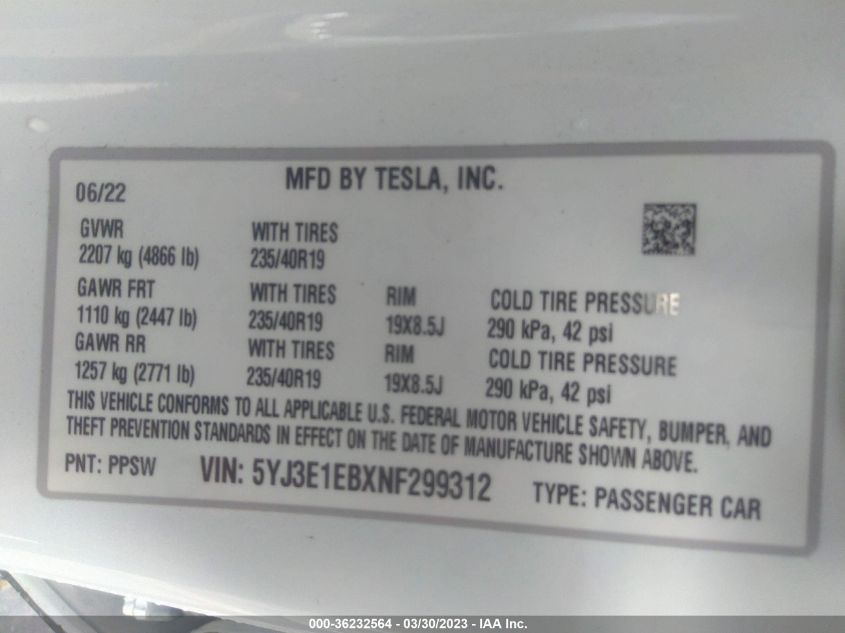 MFD BY TESLA, INC.
06/22
GVWR WITH TIRES
2207 kg (4866 lb) 235/40R19
GAWR FRT WITH TIRES RIM COLD TIRE PRESSURE
1110 kg (2447 lb) 235/40R19 19X8.5J 290 kPa, 42 psi
GAWR RR WITH TIRES RIM COLD TIRE PRESSURE
1257 kg (2771 lb) 235/40R19 19X8.5J 290 kPa, 42 psi
THIS VEHICLE CONFORMS TO ALL APPLICABLE U.S. FEDERAL MOTOR VEHICLE SAFETY, BUMPER, AND
THEFT PREVENTION STANDARDS IN EFFECT ON THE DATE OF MANUFACTURE SHOWN ABOVE.
PNT: PPSW VIN: 5YJ3E1EBXNF299312 TYPE: PASSENGER CAR
000-36232564 - 03/30/2023 - IAA Inc.